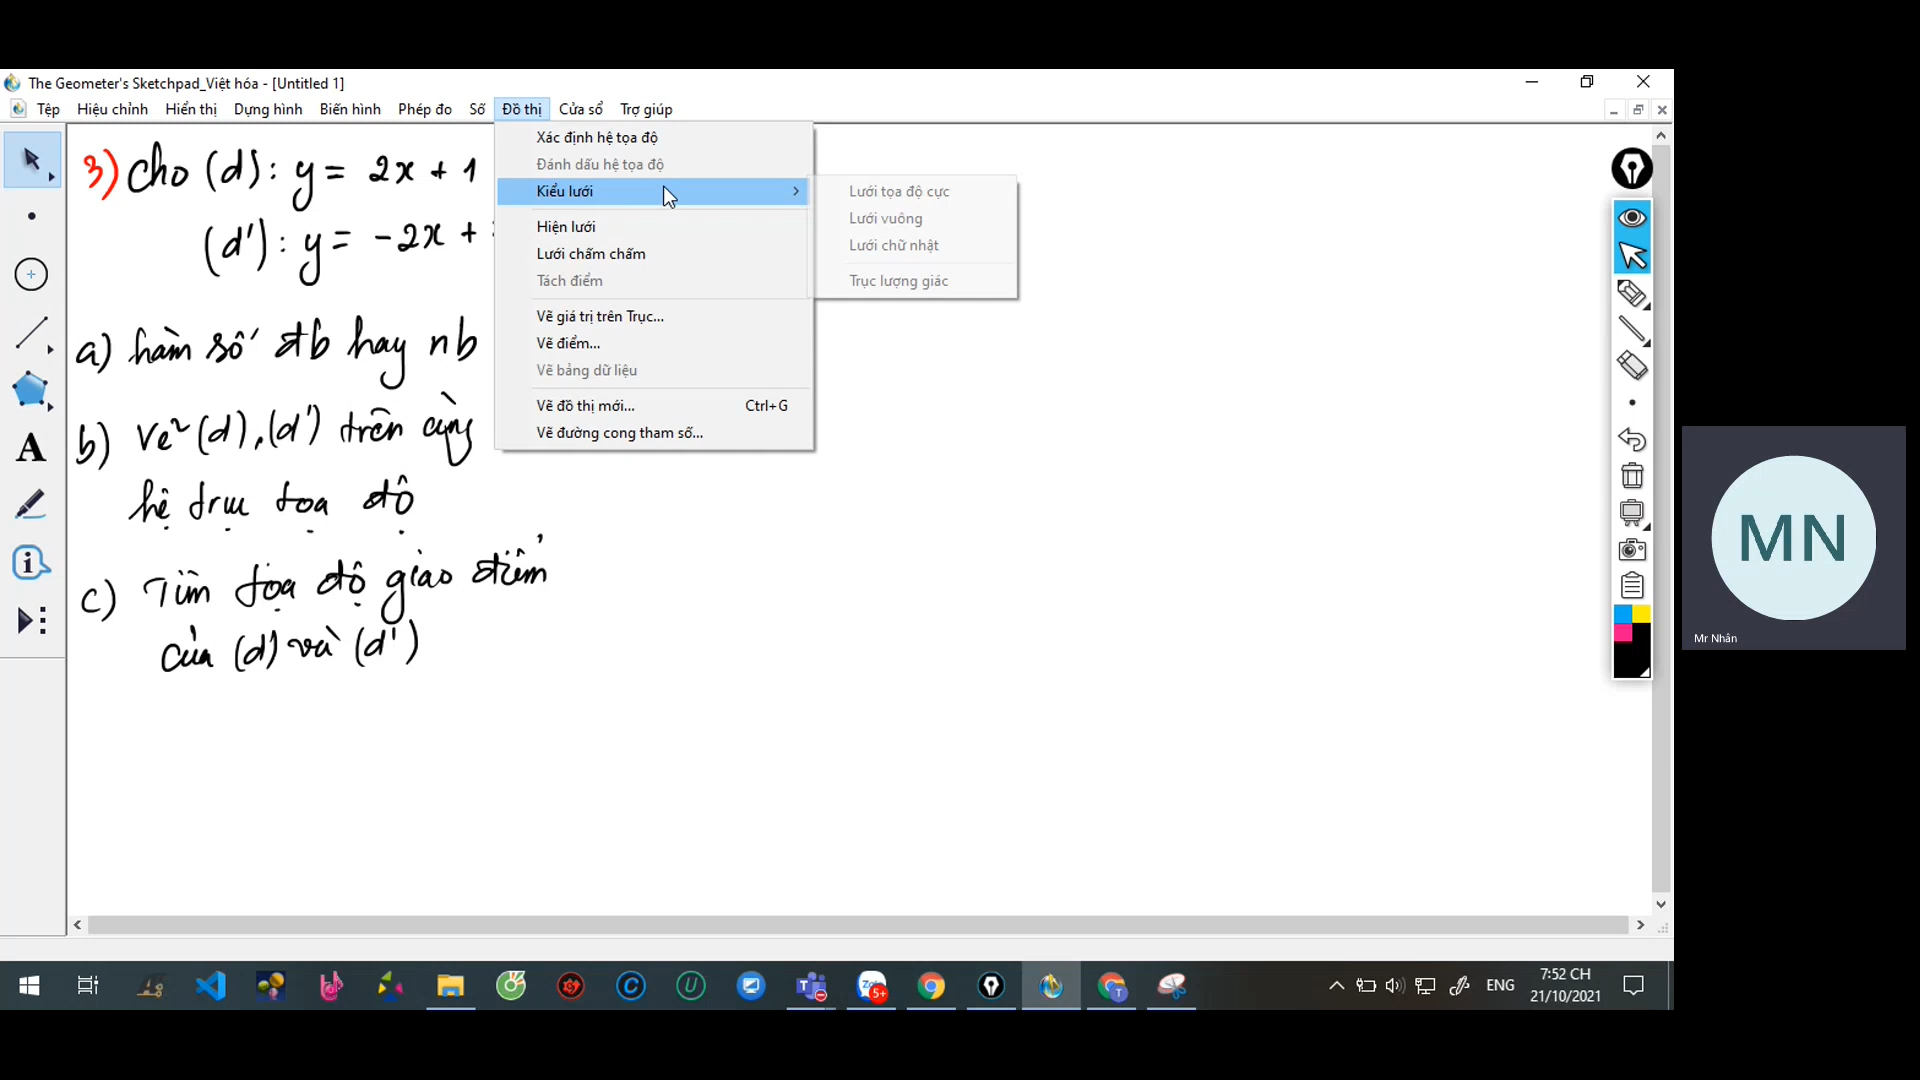 The Geometer's Sketchpad_Việt hóa - [Untitled 1]
Tệp Hiệu chỉnh Hiển thị Dựng hình Biến hình Phép đo Số Đồ thị Cửa sổ Trợ giúp
Xác định hệ tọa độ
Đánh dấu hệ tọa độ
Kiểu lưới
Hiện lưới
Lưới chấm chấm
Tách điểm
Vẽ giá trị trên Trục...
Vẽ điểm...
Vẽ bảng dữ liệu
Vẽ đồ thị mới... Ctrl+G
Vẽ đường cong tham số...
Lưới tọa độ cực
Lưới vuông
Lưới chữ nhật
Trục lượng giác
3) Cho (d): y = 2x + 1
(d'): y = -2x +
a) hàm số đb hay nb
b) Vẽ (d), (d') trên cùng
hệ trục tọa độ
c) Tìm tọa độ giao điểm
của (d) và (d')
A
MN
Mr Nhân
5+
ENG
7:52 CH
21/10/2021